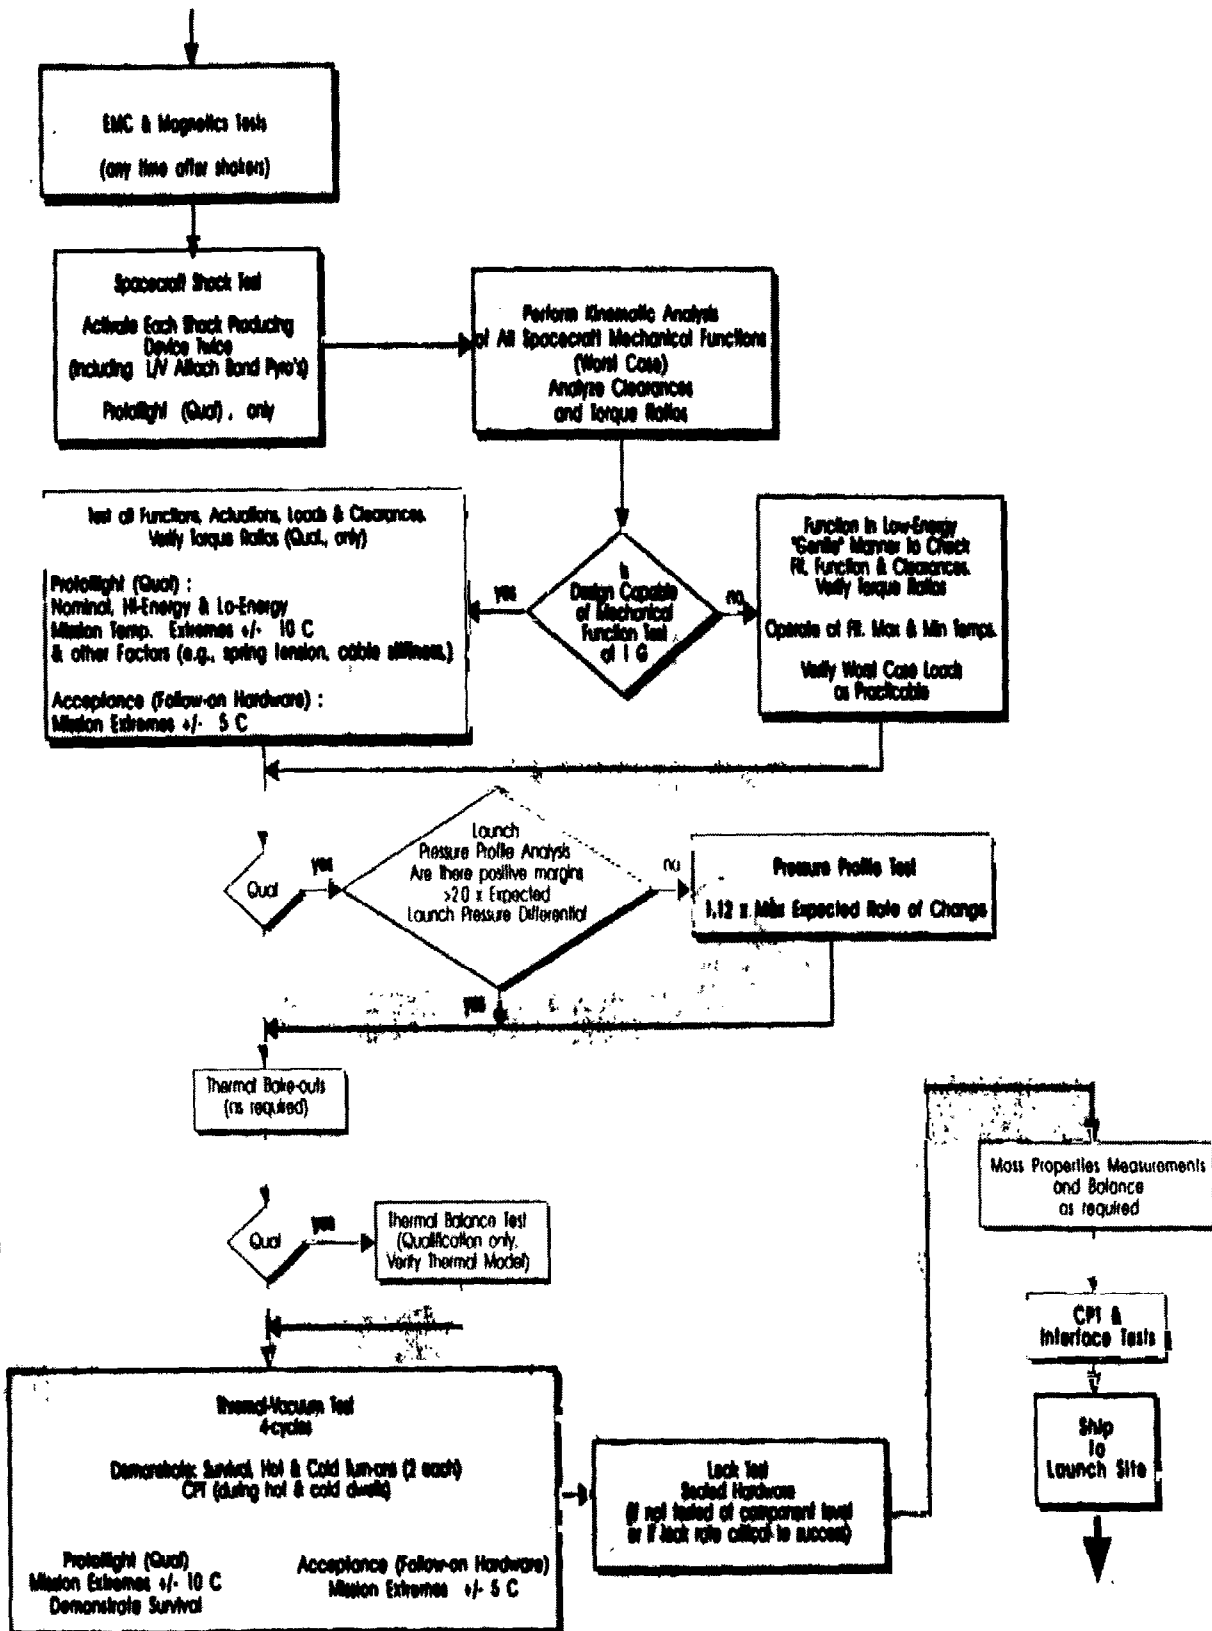 EMC & Magnetics Tests
(any time after shakers)
Spacecraft Shock Test
Activate Each Shock Producing
Device Twice
(Including L/V Attach Band Pyro's)
Protoflight (Qual), only
Perform Kinematic Analysis
of All Spacecraft Mechanical Functions
(Worst Case)
Analyze Clearances
and Torque Ratios
Test all Functions, Actuations, Loads & Clearances.
Verify Torque Ratios (Qual., only)
Protoflight (Qual) :
Nominal, Hi-Energy & Lo-Energy
Mission Temp. Extremes +/- 10 C
& other Factors (e.g., spring tension, cable stiffness,)
Acceptance (Follow-on Hardware) :
Mission Extremes +/- 5 C
yes
Is
Design Capable
of Mechanical
Function Test
at 1 G
no
Function in Low-Energy
"Gentle" Manner to Check
Fit, Function & Clearances.
Verify Torque Ratios
Operate at Flt. Max & Min Temps.
Verify Worst Case Loads
as Practicable
Qual
yes
Launch
Pressure Profile Analysis
Are there positive margins
>2.0 x Expected
Launch Pressure Differential
no
Pressure Profile Test
1.12 x Max Expected Rate of Change
yes
Thermal Bake-outs
(as required)
Qual
yes
Thermal Balance Test
(Qualification only,
Verify Thermal Model)
Thermal-Vacuum Test
4-cycles
Demonstrate: Survival, Hot & Cold Turn-ons (2 each)
CPT (during hot & cold dwells)
Protoflight (Qual)
Mission Extremes +/- 10 C
Demonstrate Survival
Acceptance (Follow-on Hardware)
Mission Extremes +/- 5 C
Leak Test
Sealed Hardware
(if not tested at component level
or if leak rate critical to success)
Mass Properties Measurements
and Balance
as required
CPT &
Interface Tests
Ship
To
Launch Site